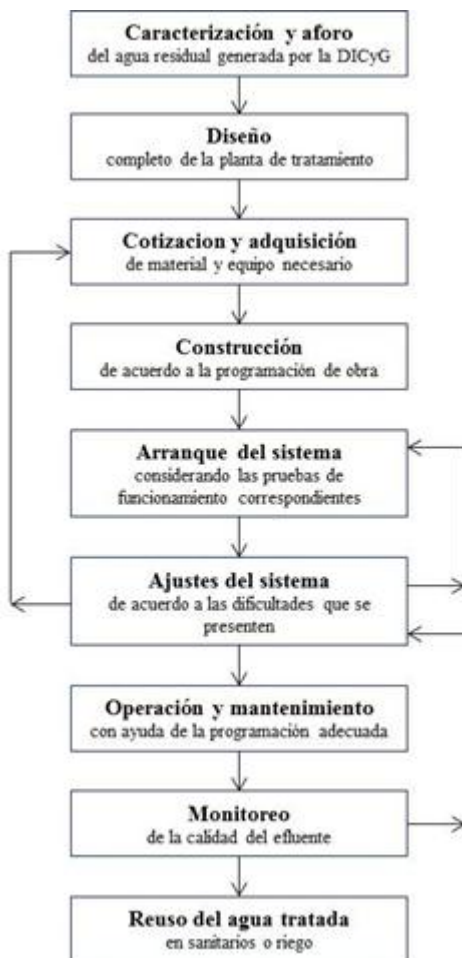 Caracterización y aforo
del agua residual generada por la DICyG
Diseño
completo de la planta de tratamiento
Cotizacion y adquisición
de material y equipo necesario
Construcción
de acuerdo a la programación de obra
Arranque del sistema
considerando las pruebas de
funcionamiento correspondientes
Ajustes del sistema
de acuerdo a las dificultades que se
presenten
Operación y mantenimiento
con ayuda de la programación adecuada
Monitoreo
de la calidad del efluente
Reuso del agua tratada
en sanitarios o riego